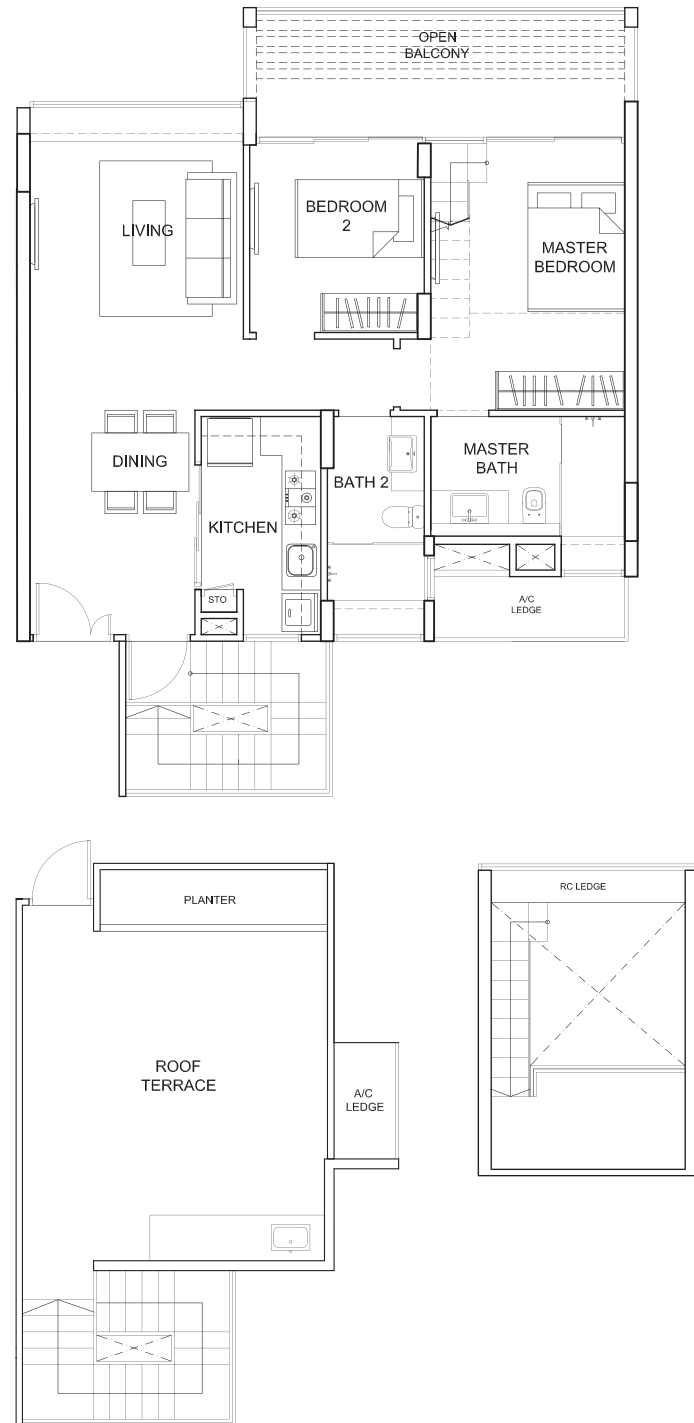 OPEN
BALCONY
LIVING
BEDROOM
2
MASTER
BEDROOM
DINING
KITCHEN
BATH 2
MASTER
BATH
STO
A/C
LEDGE
PLANTER
RC LEDGE
ROOF
TERRACE
A/C
LEDGE